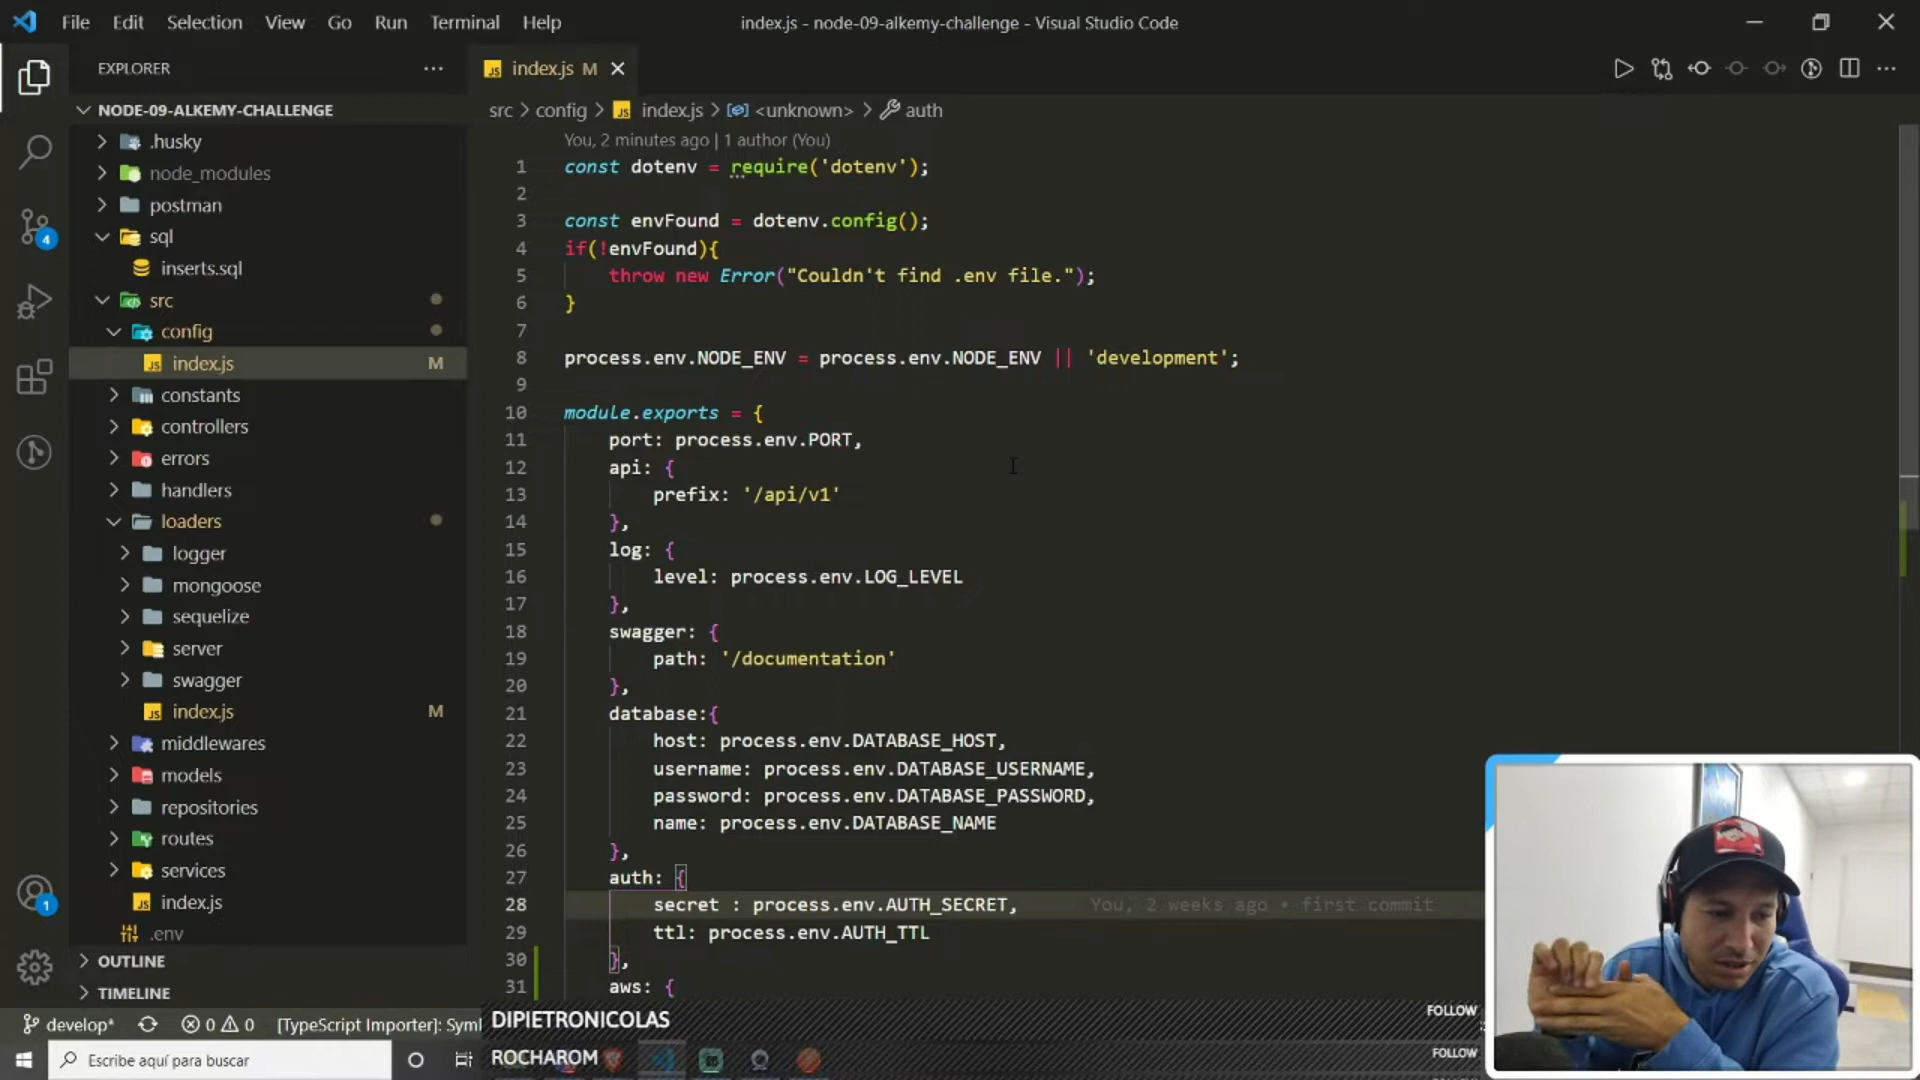 File Edit Selection View Go Run Terminal Help
index.js - node-09-alkemy-challenge - Visual Studio Code
EXPLORER
NODE-09-ALKEMY-CHALLENGE
.husky
node_modules
postman
sql
inserts.sql
src
config
index.js M
constants
controllers
errors
handlers
loaders
logger
mongoose
sequelize
server
swagger
index.js M
middlewares
models
repositories
routes
services
index.js
.env
OUTLINE
TIMELINE
4
1
JS index.js M
src > config > JS index.js > <unknown> > auth
You, 2 minutes ago | 1 author (You)
1 const dotenv = require('dotenv');
2
3 const envFound = dotenv.config();
4 if(!envFound){
5 throw new Error("Couldn't find .env file.");
6 }
7
8 process.env.NODE_ENV = process.env.NODE_ENV || 'development';
9
10 module.exports = {
11 port: process.env.PORT,
12 api: {
13 prefix: '/api/v1'
14 },
15 log: {
16 level: process.env.LOG_LEVEL
17 },
18 swagger: {
19 path: '/documentation'
20 },
21 database:{
22 host: process.env.DATABASE_HOST,
23 username: process.env.DATABASE_USERNAME,
24 password: process.env.DATABASE_PASSWORD,
25 name: process.env.DATABASE_NAME
26 },
27 auth: {
28 secret : process.env.AUTH_SECRET, You, 2 weeks ago • first commit
29 ttl: process.env.AUTH_TTL
30 },
31 aws: {
develop* 0 0 [TypeScript Importer]: Syml
DIPIETRONICOLAS FOLLOW
ROCHAROM FOLLOW
Escribe aquí para buscar